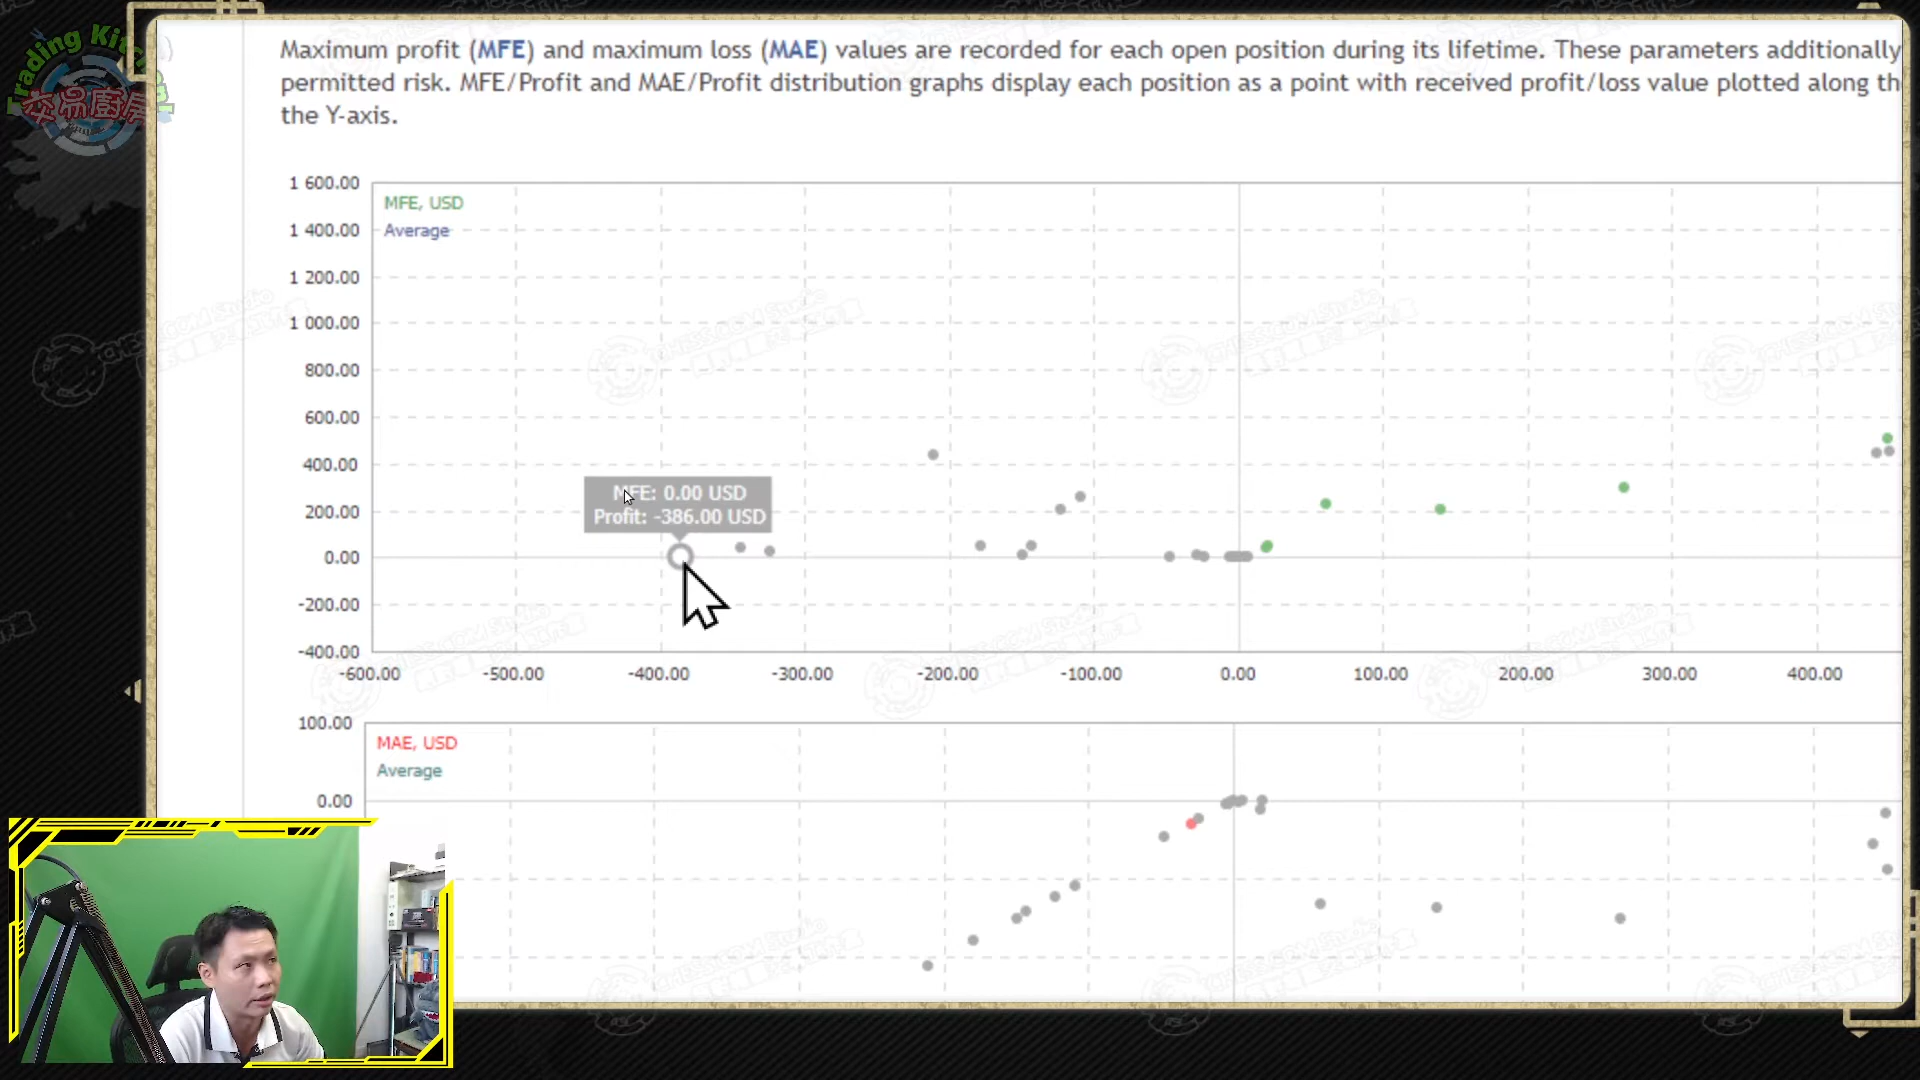 Trading Kitchen
交易廚房
Maximum profit (MFE) and maximum loss (MAE) values are recorded for each open position during its lifetime. These parameters additionally
permitted risk. MFE/Profit and MAE/Profit distribution graphs display each position as a point with received profit/loss value plotted along th
the Y-axis.
1 600.00
MFE, USD
1 400.00
Average
1 200.00
1 000.00
800.00
600.00
400.00
MFE: 0.00 USD
200.00
Profit: -386.00 USD
0.00
-200.00
-400.00
-600.00 -500.00 -400.00 -300.00 -200.00 -100.00 0.00 100.00 200.00 300.00 400.00
100.00
MAE, USD
Average
0.00